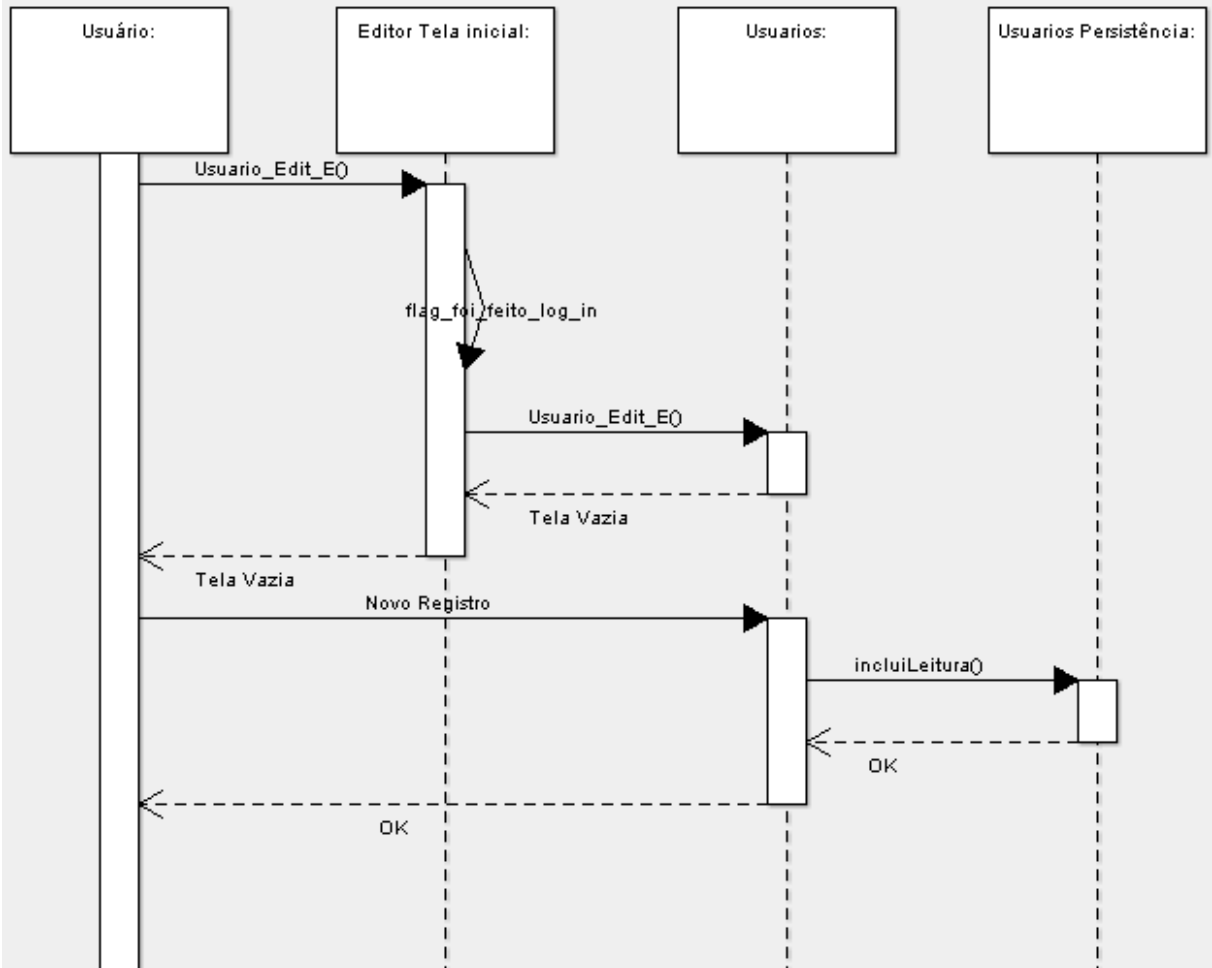 Usuário:
Editor Tela inicial:
Usuarios:
Usuarios Persistência:
Usuario_Edit_E()
flag_foi_feito_log_in
Usuario_Edit_E()
Tela Vazia
Tela Vazia
Novo Registro
incluiLeitura()
OK
OK